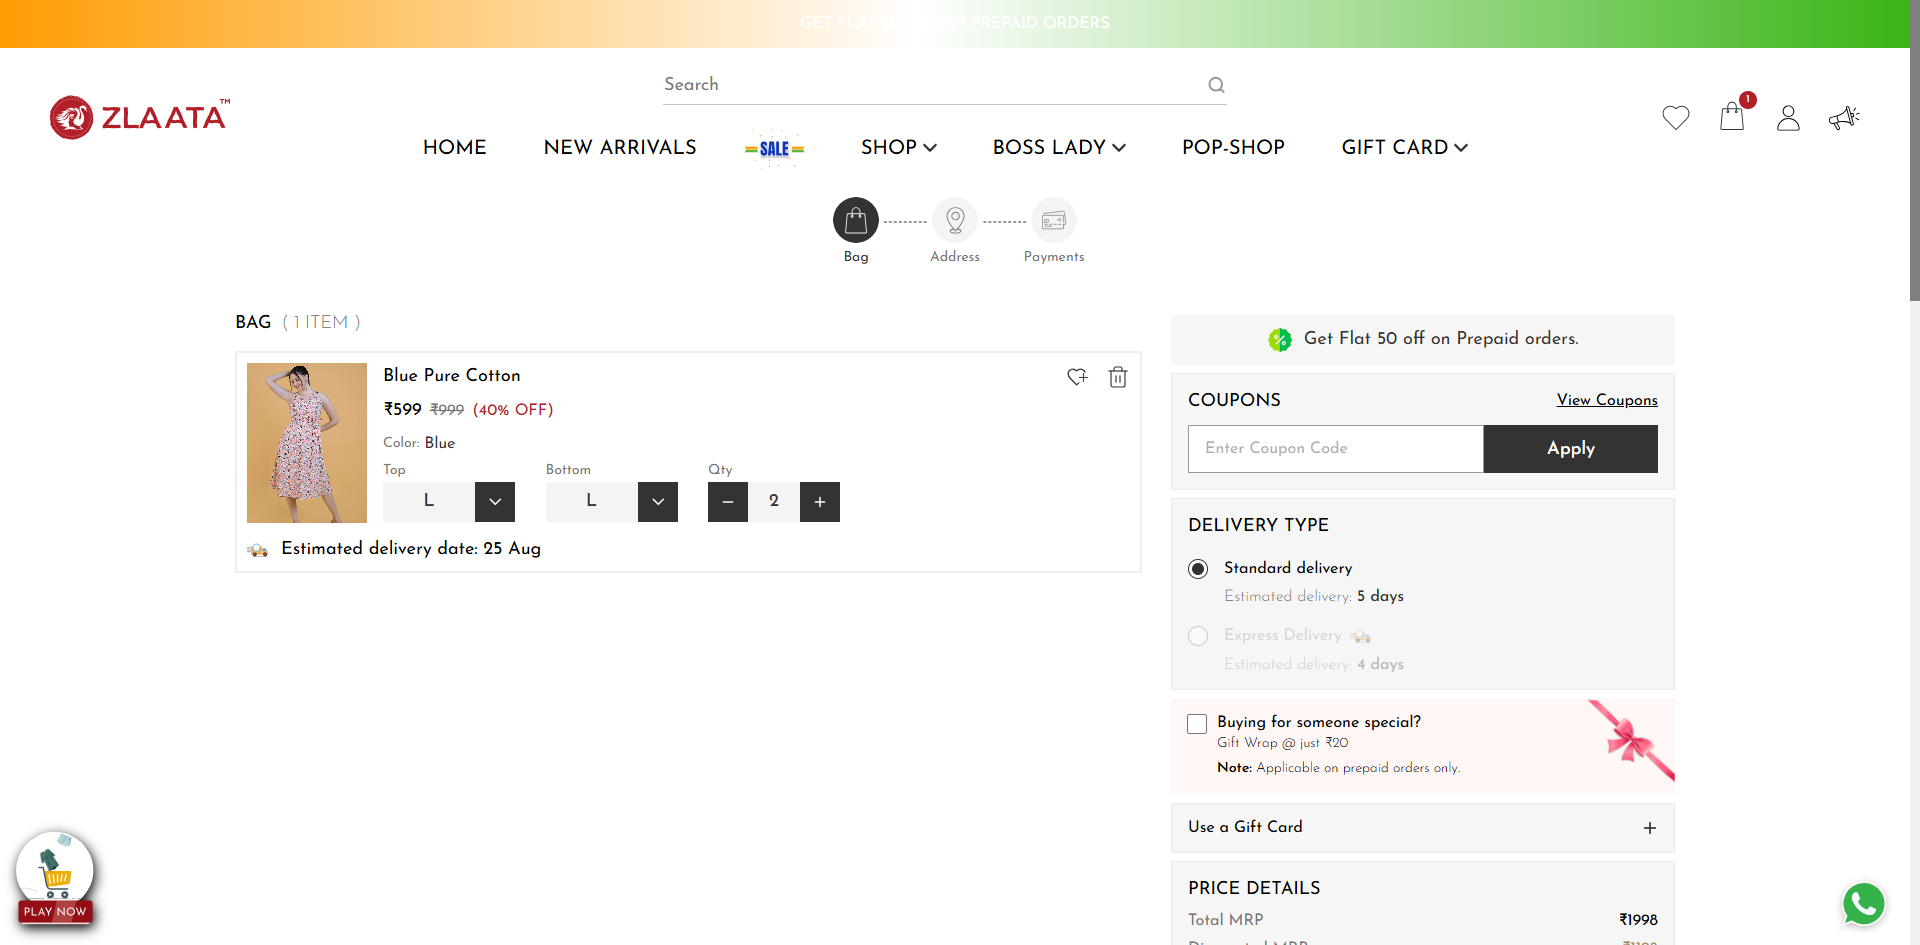 GET FLAT ON PREPAID ORDERS
Search
ZLAATA™
1
HOME NEW ARRIVALS SALE SHOP BOSS LADY POP-SHOP GIFT CARD
Bag Address Payments
BAG ( 1 ITEM )
Blue Pure Cotton
₹599 ₹999 (40% OFF)
Color: Blue
Top Bottom Qty
L L − 2 +
Estimated delivery date: 25 Aug
Get Flat 50 off on Prepaid orders.
COUPONS View Coupons
Enter Coupon Code Apply
DELIVERY TYPE
Standard delivery
Estimated delivery: 5 days
Express Delivery
Estimated delivery: 4 days
Buying for someone special?
Gift Wrap @ just ₹20
Note: Applicable on prepaid orders only.
Use a Gift Card +
PRICE DETAILS
Total MRP ₹1998
PLAY NOW